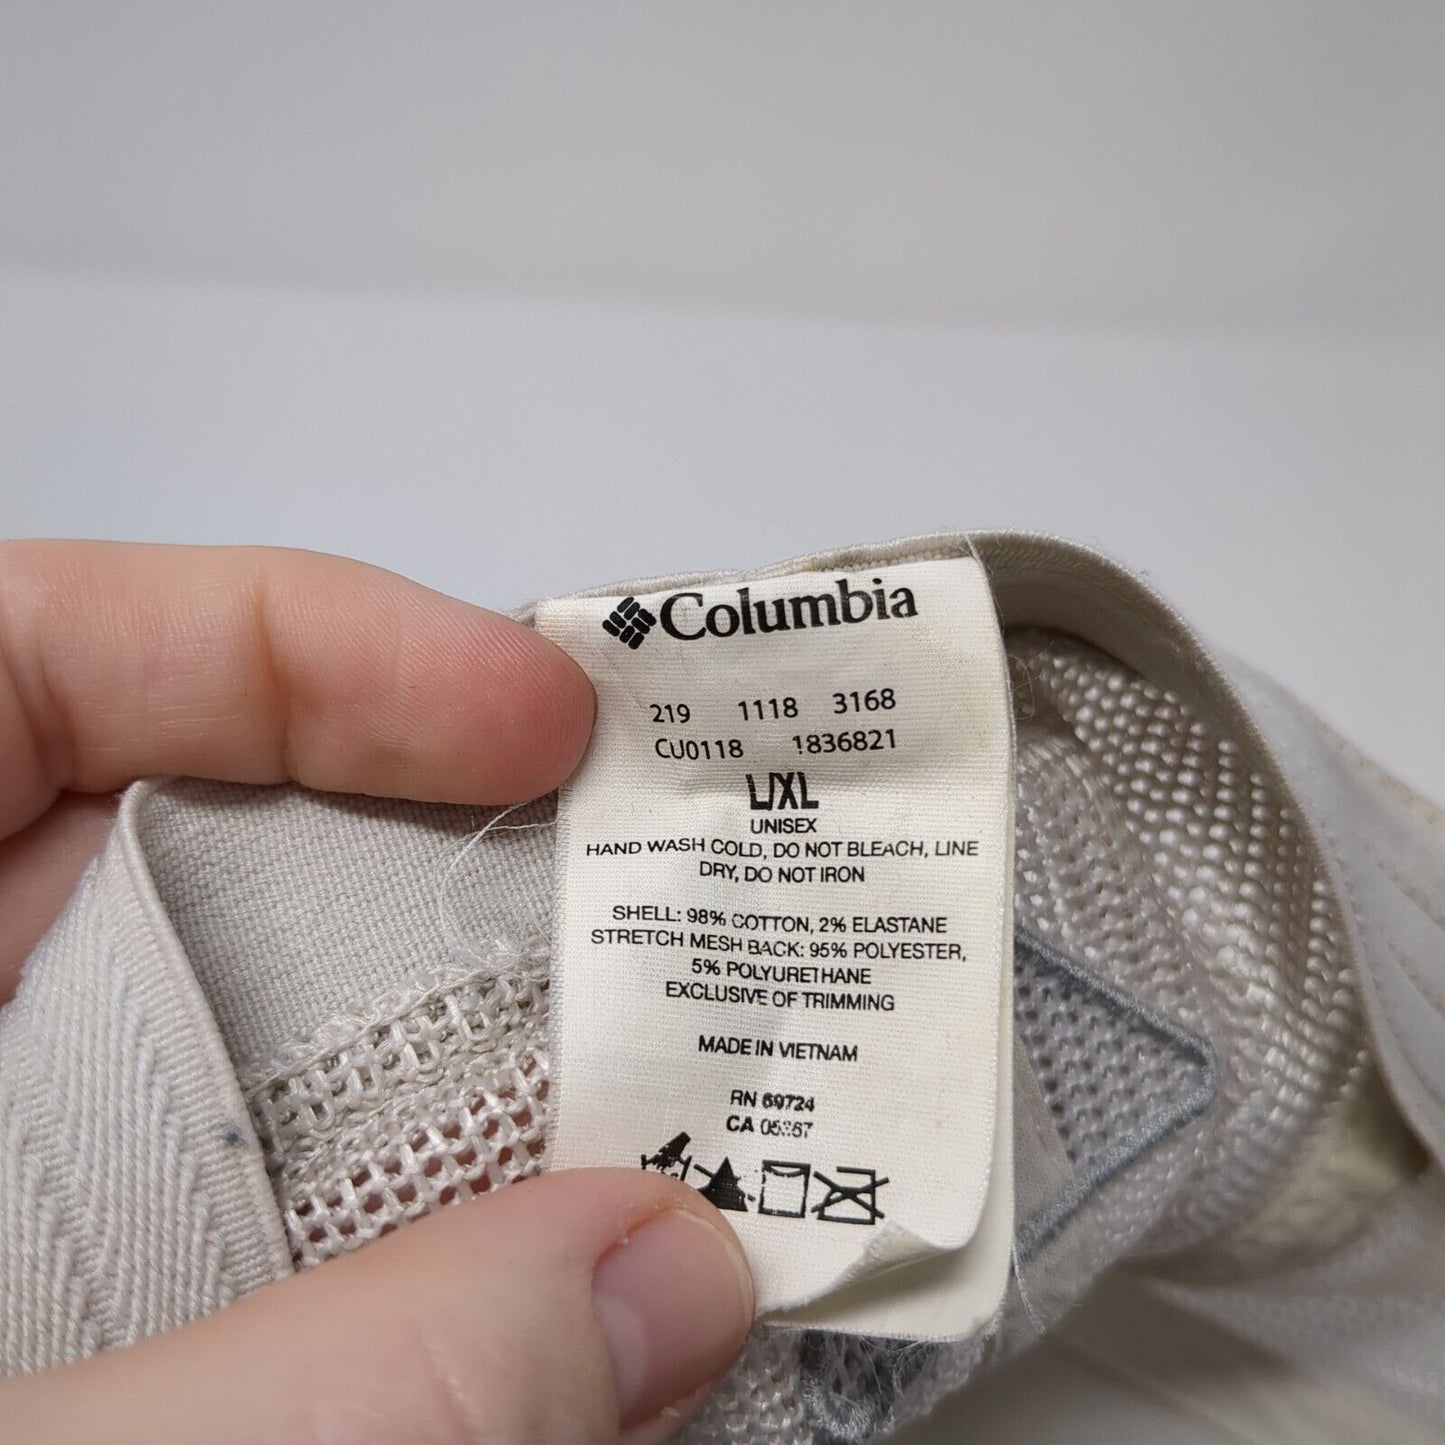 Columbia
219 1118 3168
CU0118 1836821
L/XL
UNISEX
HAND WASH COLD, DO NOT BLEACH, LINE
DRY, DO NOT IRON
SHELL: 98% COTTON, 2% ELASTANE
STRETCH MESH BACK: 95% POLYESTER,
5% POLYURETHANE
EXCLUSIVE OF TRIMMING
MADE IN VIETNAM
RN 69724
CA